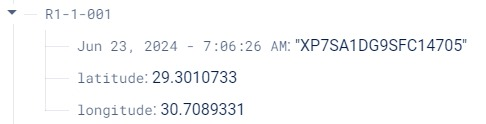 R1-1-001
Jun 23, 2024 - 7:06:26 AM: "XP7SA1DG9SFC14705"
latitude: 29.3010733
longitude: 30.7089331